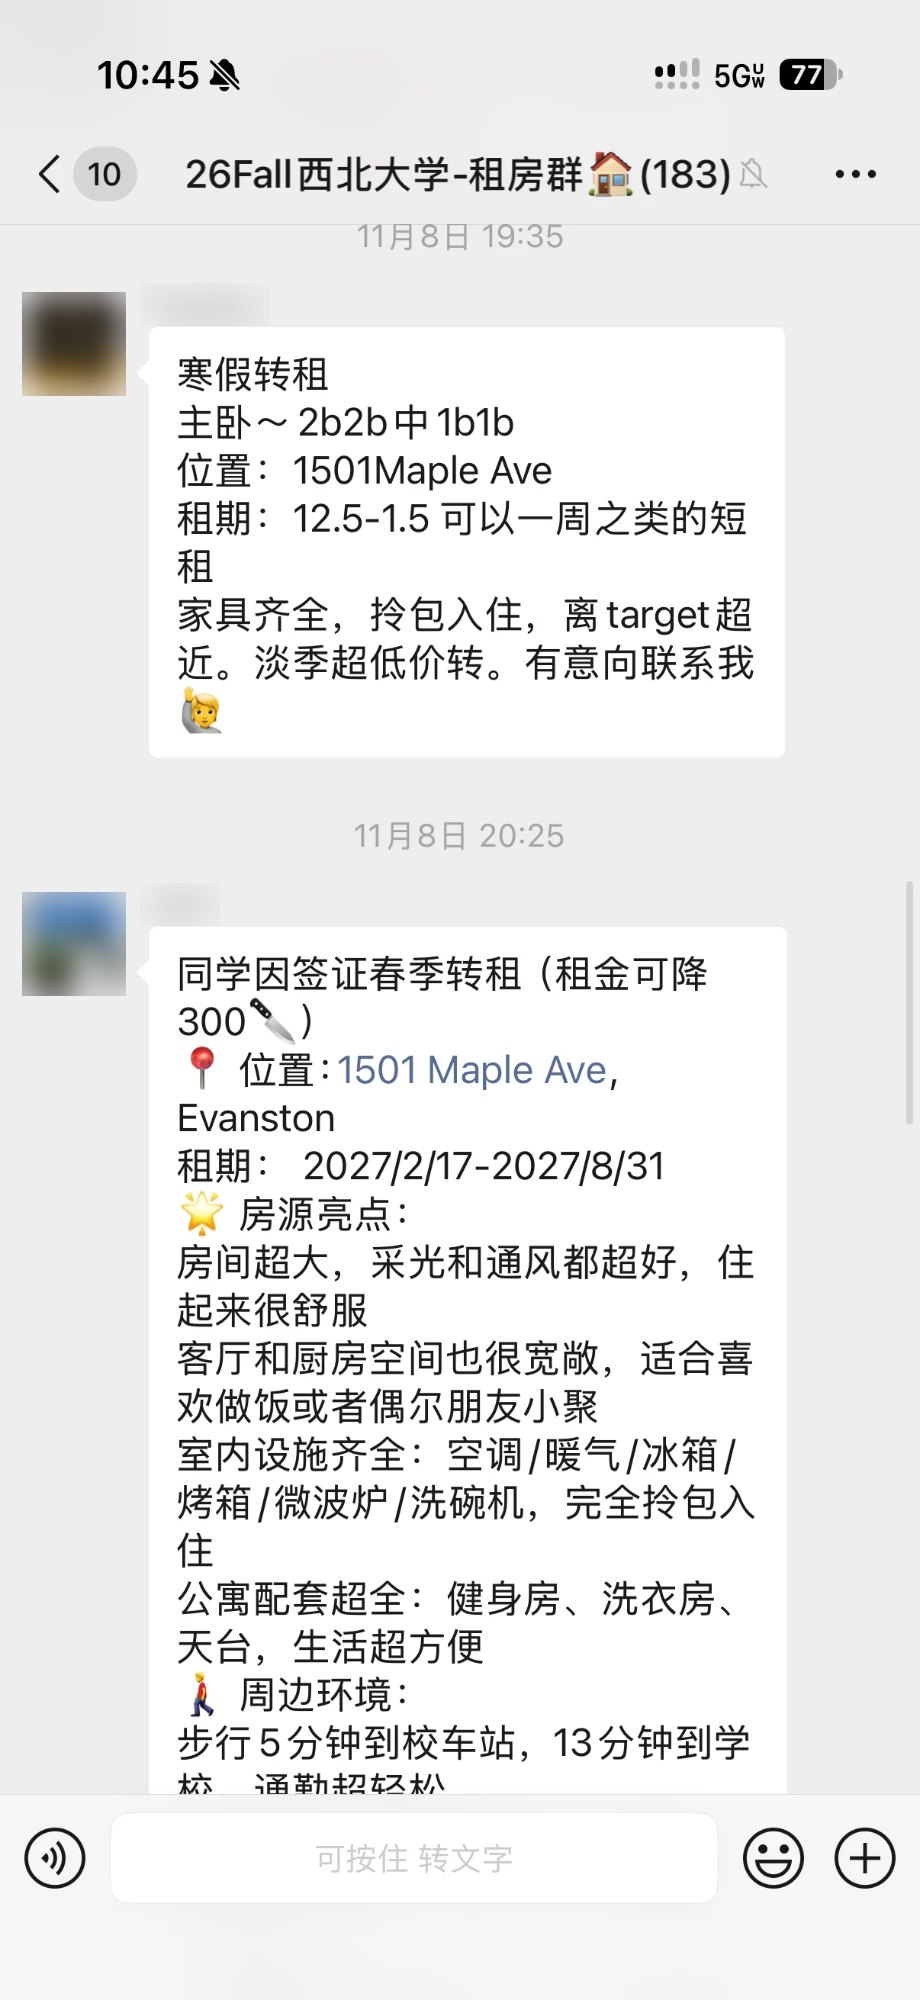 10:45
5GUW
77
10
26Fall西北大学-租房群🏠(183)
11月8日 19:35
寒假转租
主卧～2b2b中1b1b
位置：1501Maple Ave
租期：12.5-1.5 可以一周之类的短
租
家具齐全，拎包入住，离target超
近。淡季超低价转。有意向联系我
🙋
11月8日 20:25
同学因签证春季转租（租金可降
300🔪）
📍 位置:1501 Maple Ave,
Evanston
租期： 2027/2/17-2027/8/31
🌟 房源亮点：
房间超大，采光和通风都超好，住
起来很舒服
客厅和厨房空间也很宽敞，适合喜
欢做饭或者偶尔朋友小聚
室内设施齐全：空调/暖气/冰箱/
烤箱/微波炉/洗碗机，完全拎包入
住
公寓配套超全：健身房、洗衣房、
天台，生活超方便
🚶 周边环境：
步行5分钟到校车站，13分钟到学
校，通勤超轻松
可按住 转文字